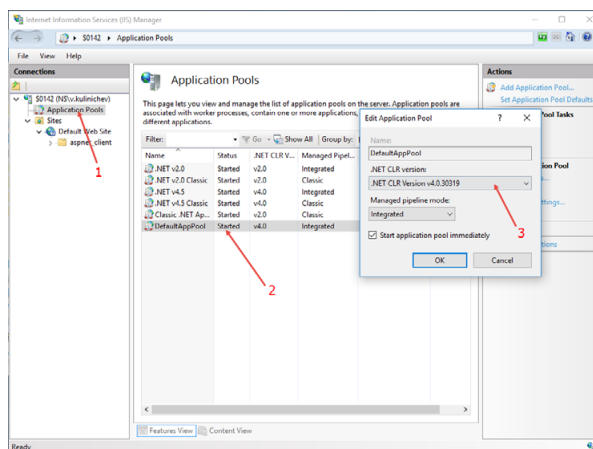 Internet Information Services (IIS) Manager
S0142 ▸ Application Pools
File View Help
Connections
S0142 (NS\v.kulinichev)
Application Pools
Sites
Default Web Site
aspnet_client
1
Application Pools
This page lets you view and manage the list of application pools on the server. Application pools are
associated with worker processes, contain one or more applications,
different applications.
Filter: Go Show All Group by:
Name Status .NET CLR V... Managed Pipel...
.NET v2.0 Started v2.0 Integrated
.NET v2.0 Classic Started v2.0 Classic
.NET v4.5 Started v4.0 Integrated
.NET v4.5 Classic Started v4.0 Classic
Classic .NET Ap... Started v2.0 Classic
DefaultAppPool Started v4.0 Integrated
2
Edit Application Pool ? X
Name:
DefaultAppPool
.NET CLR version:
.NET CLR Version v4.0.30319
Managed pipeline mode:
Integrated
Start application pool immediately
OK Cancel
3
Actions
Add Application Pool...
Set Application Pool Defaults
Pool Tasks
ion Pool
ttings...
tions
Features View Content View
Ready